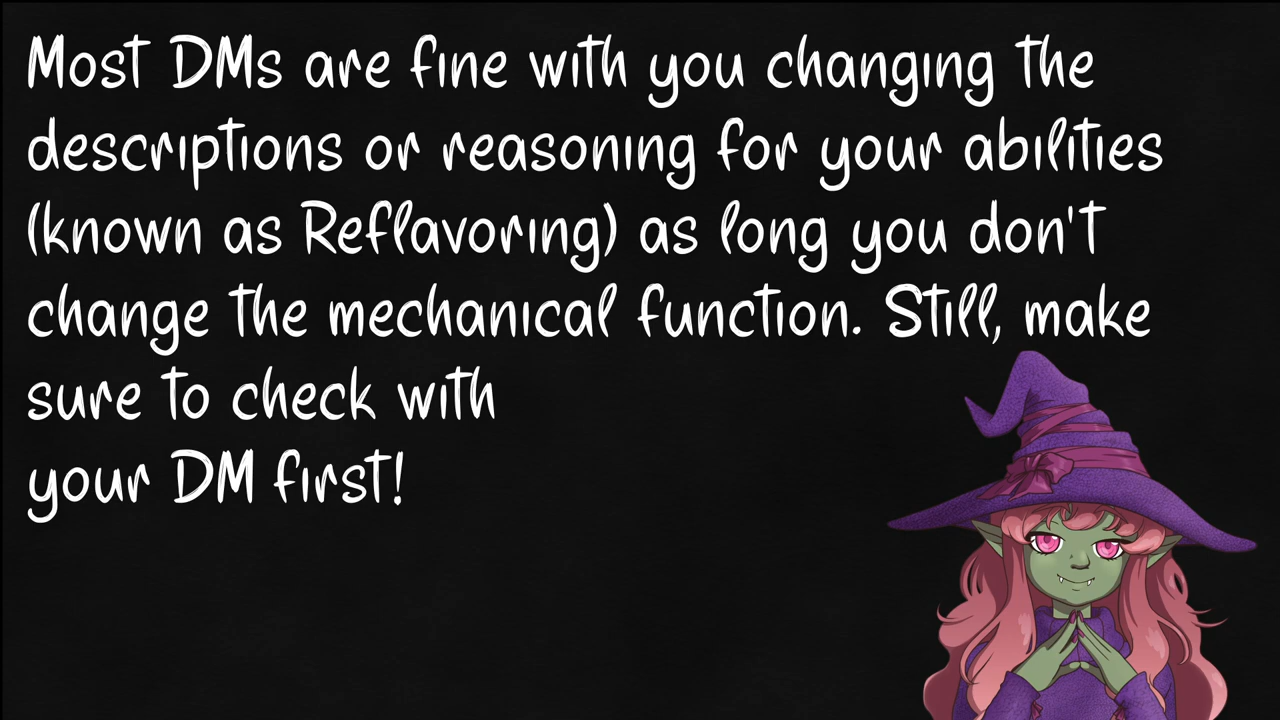 Most DMs are fine with you changing the
descriptions or reasoning for your abilities
(known as Reflavoring) as long you don't
change the mechanical function. Still, make
sure to check with
your DM first!